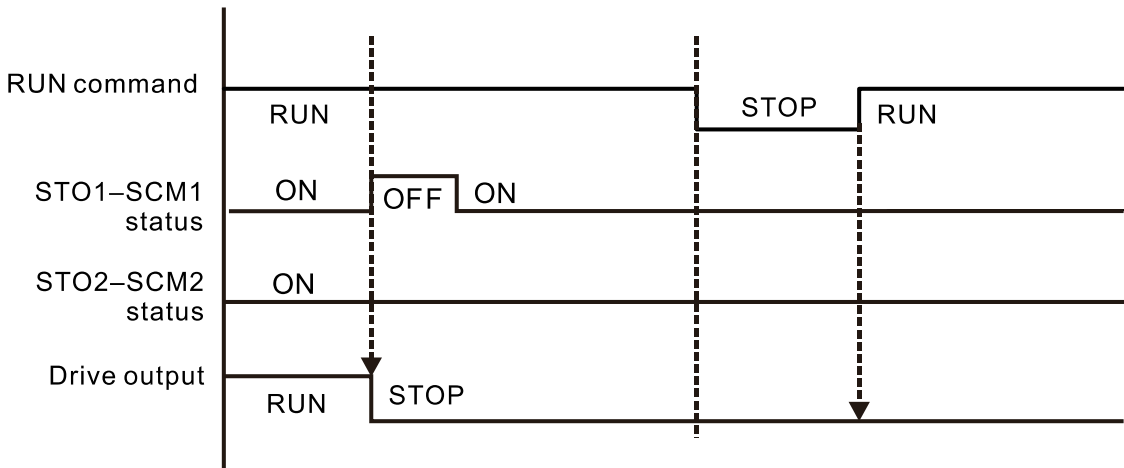 RUN command
RUN
STOP
RUN
STO1–SCM1
status
ON
OFF
ON
STO2–SCM2
status
ON
Drive output
RUN
STOP